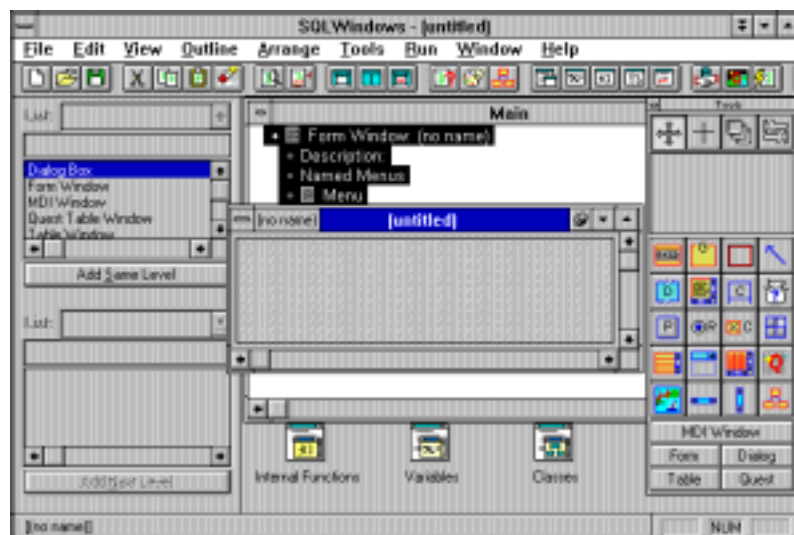 SQLWindows - (untitled)
File Edit View Outline Arrange Tools Run Window Help
List:
Main
Tools
Form Window: (no name)
Description:
Named Menus
Menu
Dialog Box
Form Window
MDI Window
Quest Table Window
Table Window
(no name) (untitled)
Add Same Level
List:
Add Next Level
Internal Functions Variables Classes
MDI Window
Form Dialog
Table Quest
[(no name)]
NUM